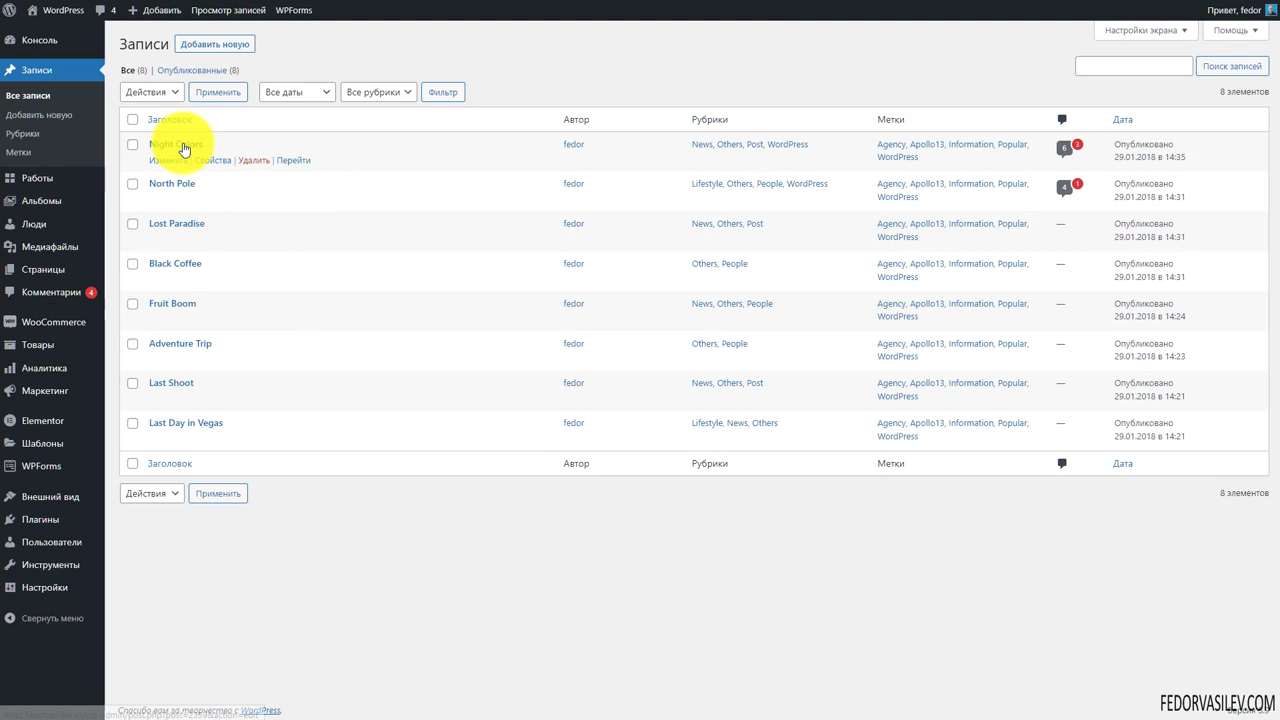 WordPress 4 Добавить Просмотр записей WPForms Привет, fedor
Настройки экрана Помощь
Консоль
Записи
Все записи
Добавить новую
Рубрики
Метки
Работы
Альбомы
Люди
Медиафайлы
Страницы
Комментарии 4
WooCommerce
Товары
Аналитика
Маркетинг
Elementor
Шаблоны
WPForms
Внешний вид
Плагины
Пользователи
Инструменты
Настройки
Свернуть меню
Записи Добавить новую
Все (8) | Опубликованные (8)
Поиск записей
Действия Применить Все даты Все рубрики Фильтр 8 элементов
Заголовок Автор Рубрики Метки Дата
Night Colors fedor News, Others, Post, WordPress Agency, Apollo13, Information, Popular, 6 3 Опубликовано
Изменить | Свойства | Удалить | Перейти WordPress 29.01.2018 в 14:35
North Pole fedor Lifestyle, Others, People, WordPress Agency, Apollo13, Information, Popular, 4 1 Опубликовано
WordPress 29.01.2018 в 14:31
Lost Paradise fedor News, Others, Post Agency, Apollo13, Information, Popular, — Опубликовано
WordPress 29.01.2018 в 14:31
Black Coffee fedor Others, People Agency, Apollo13, Information, Popular, — Опубликовано
WordPress 29.01.2018 в 14:31
Fruit Boom fedor News, Others, People Agency, Apollo13, Information, Popular, — Опубликовано
WordPress 29.01.2018 в 14:24
Adventure Trip fedor Others, People Agency, Apollo13, Information, Popular, — Опубликовано
WordPress 29.01.2018 в 14:23
Last Shoot fedor News, Others, Post Agency, Apollo13, Information, Popular, — Опубликовано
WordPress 29.01.2018 в 14:21
Last Day in Vegas fedor Lifestyle, News, Others Agency, Apollo13, Information, Popular, — Опубликовано
WordPress 29.01.2018 в 14:21
Заголовок Автор Рубрики Метки Дата
Действия Применить 8 элементов
Спасибо вам за творчество с WordPress.
FEDORVASILEV.COM